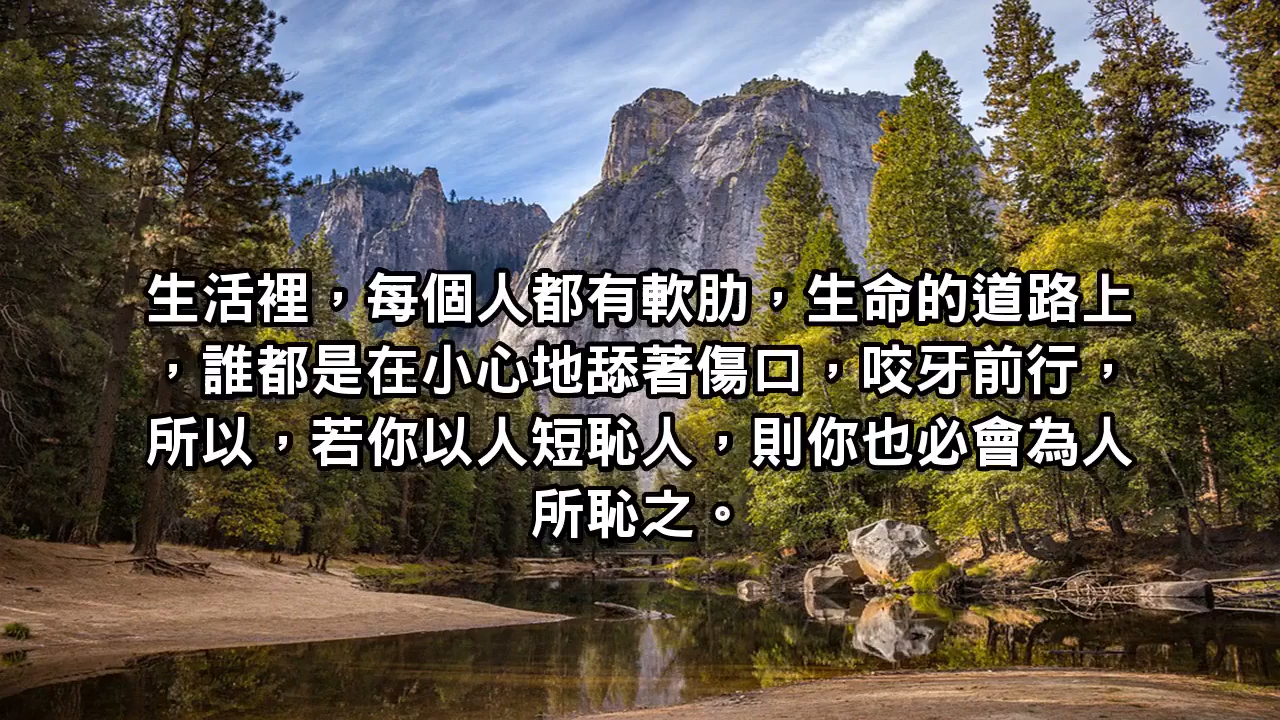 生活裡，每個人都有軟肋，生命的道路上
，誰都是在小心地舔著傷口，咬牙前行，
所以，若你以人短恥人，則你也必會為人
所恥之。